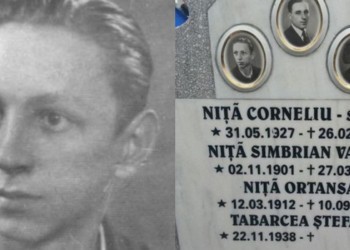 NIȚĂ CORNELIU -
★ 31.05.1927 - † 26.02
NIȚĂ SIMBRIAN
★ 02.11.1901 - † 27.03
NIȚĂ ORTANSA
★ 12.03.1912 - † 10.09
TABARCEA ȘTEF
★ 22.11.1938 - †